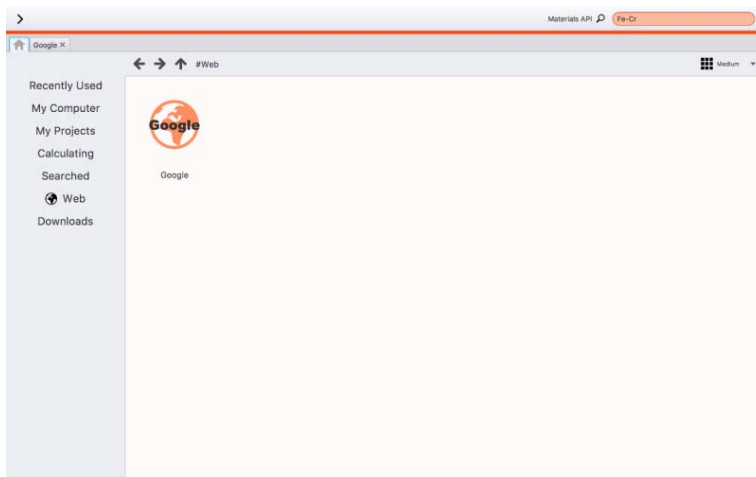 Materials API Fe-Cr
Google ×
#Web Medium
Recently Used
My Computer
My Projects
Calculating
Searched
Web
Downloads
Google
Google